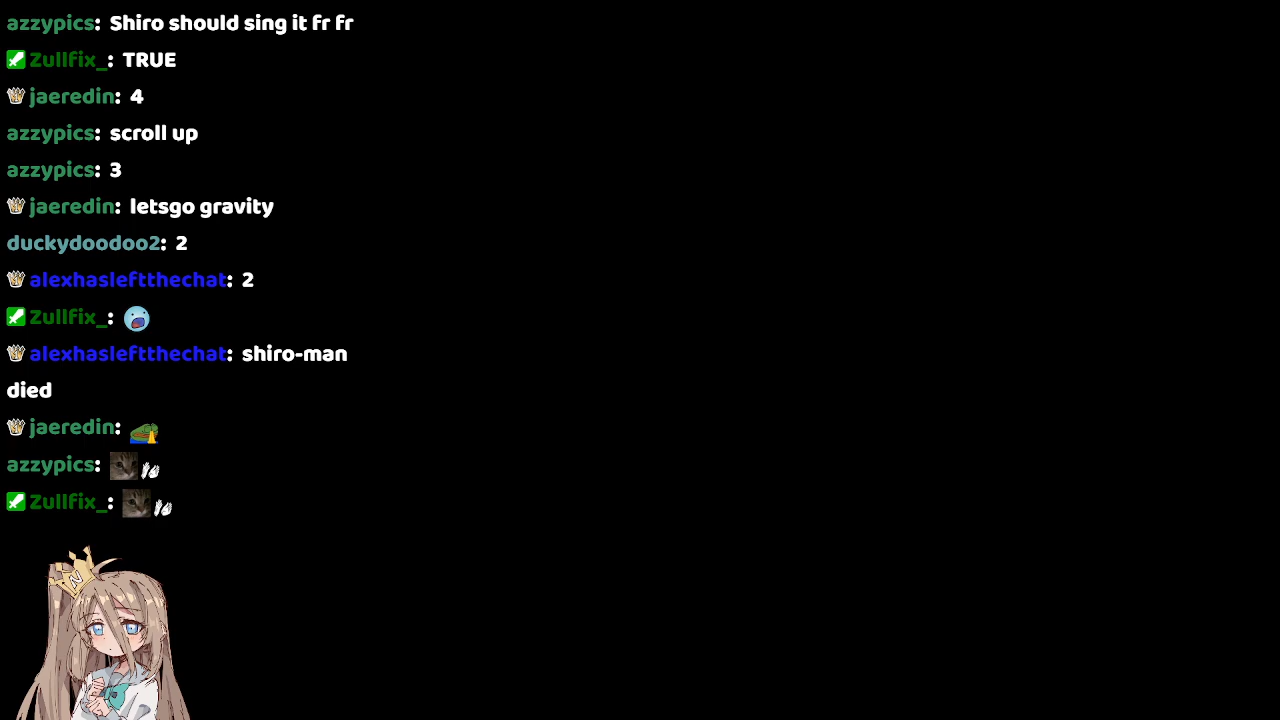 azzypics: Shiro should sing it fr fr
Zullfix_: TRUE
jaeredin: 4
azzypics: scroll up
azzypics: 3
jaeredin: letsgo gravity
duckydoodoo2: 2
alexhasleftthechat: 2
Zullfix_:
alexhasleftthechat: shiro-man
died
jaeredin:
azzypics:
Zullfix_:
N